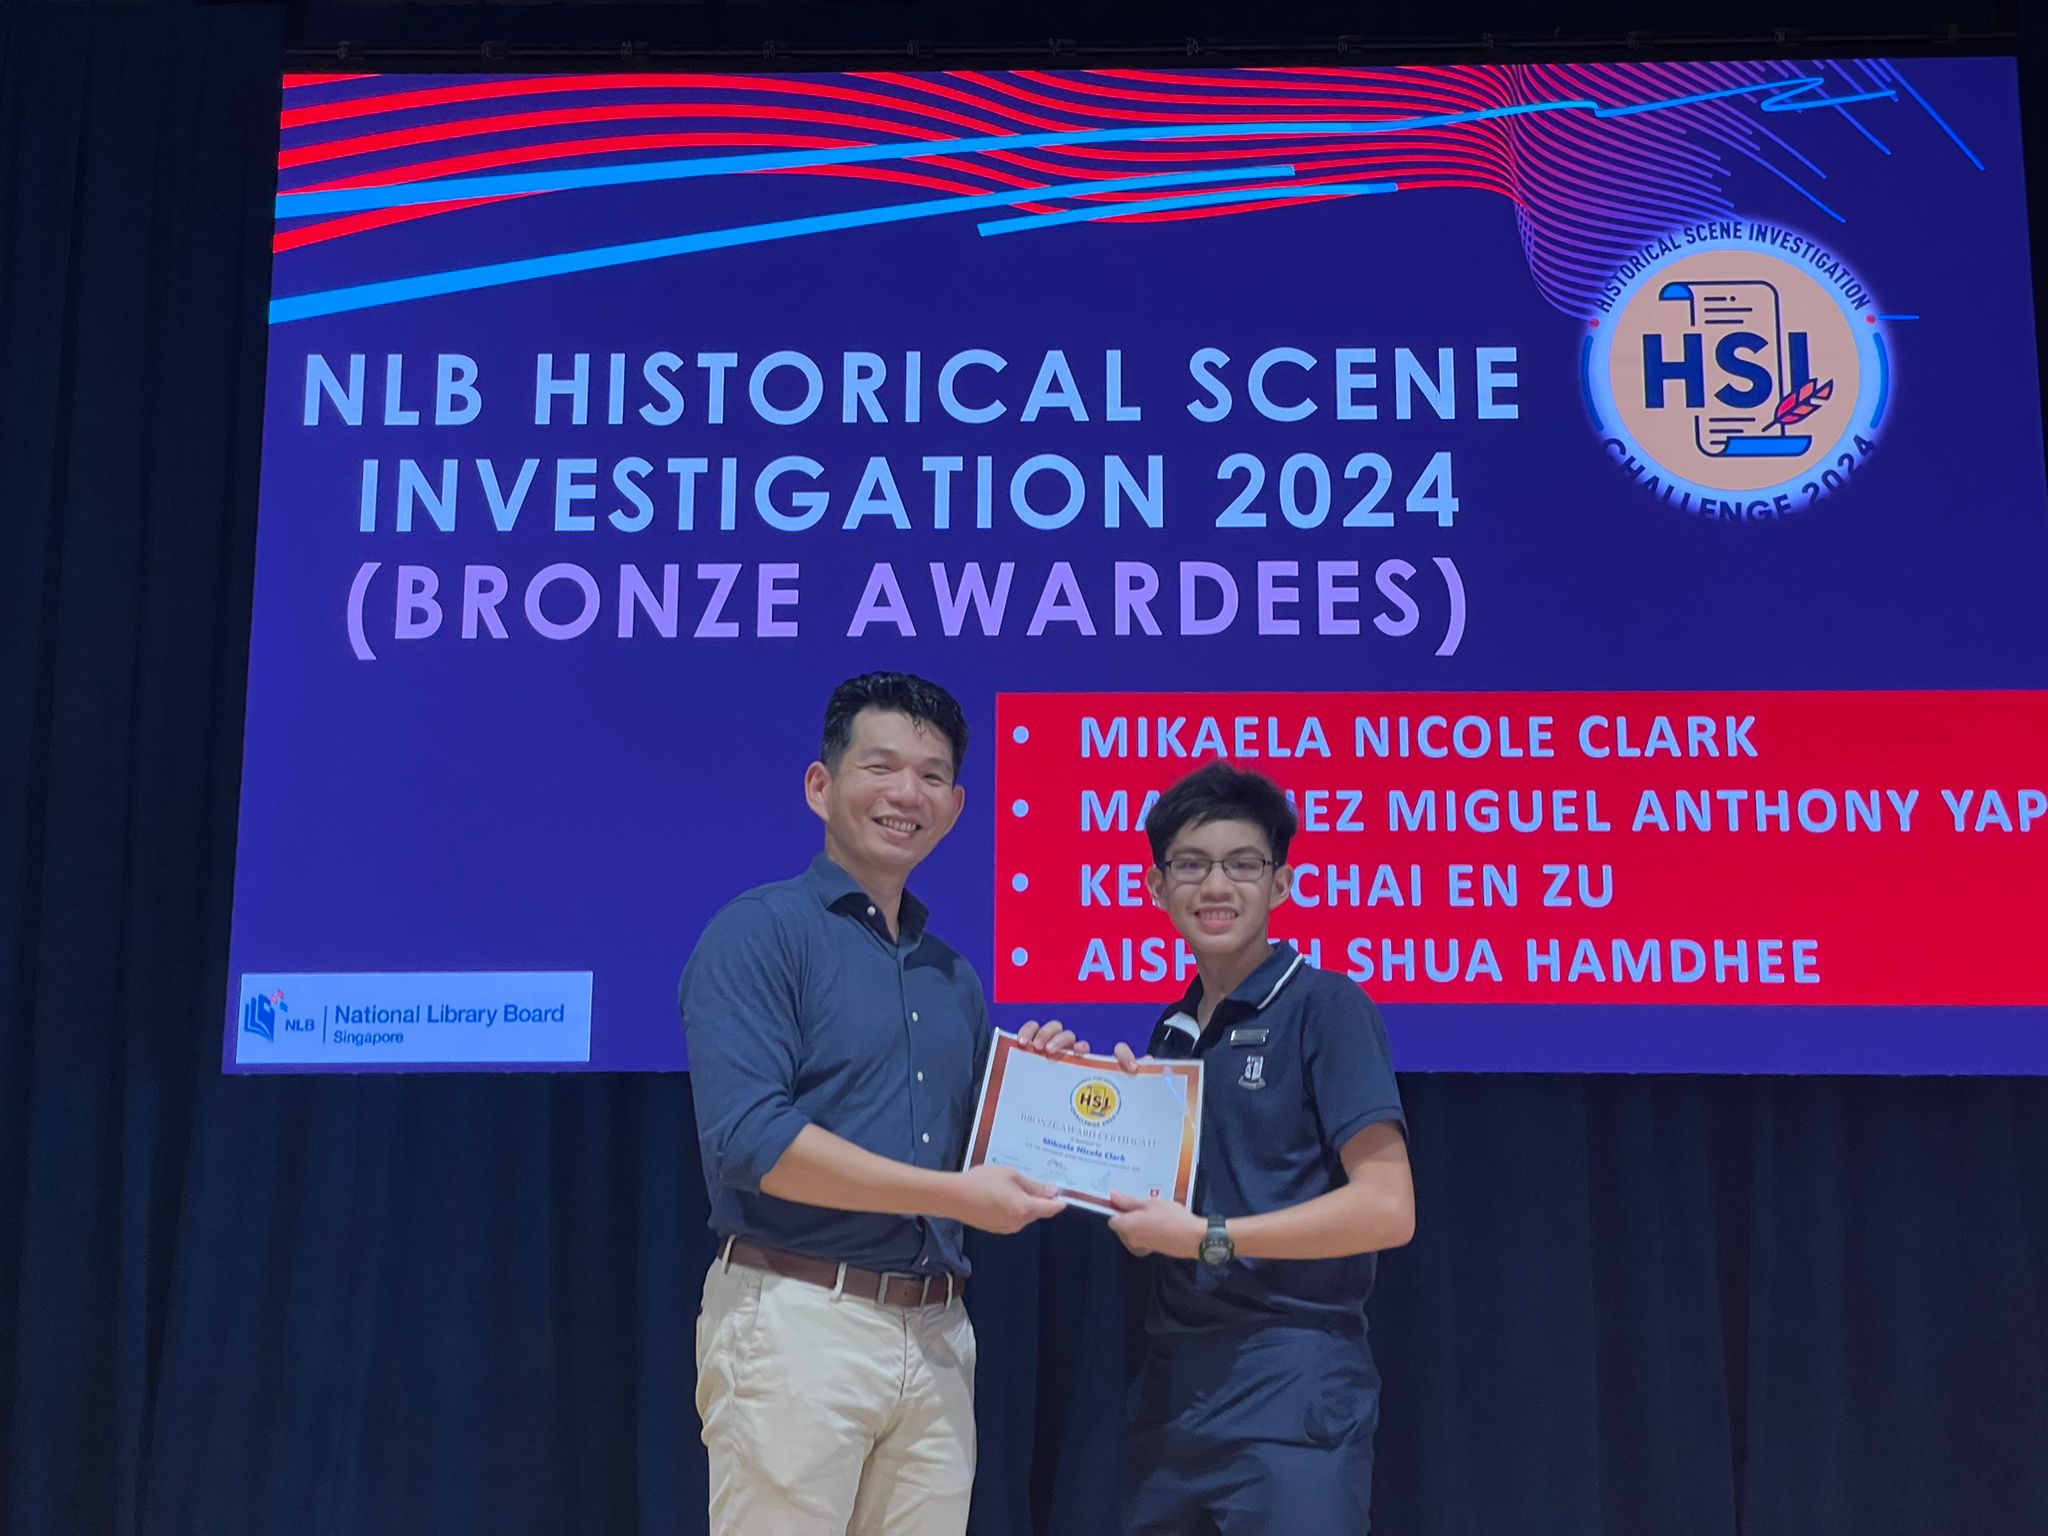 HISTORICAL SCENE INVESTIGATION
HSI
CHALLENGE 2024
NLB HISTORICAL SCENE
INVESTIGATION 2024
(BRONZE AWARDEES)
• MIKAELA NICOLE CLARK
• MIGUEL ANTHONY YAP
• CHAI EN ZU
• SHUA HAMDHEE
NLB | National Library Board
Singapore
HSI
BRONZE AWARD CERTIFICATE
Mikaela Nicole Clark